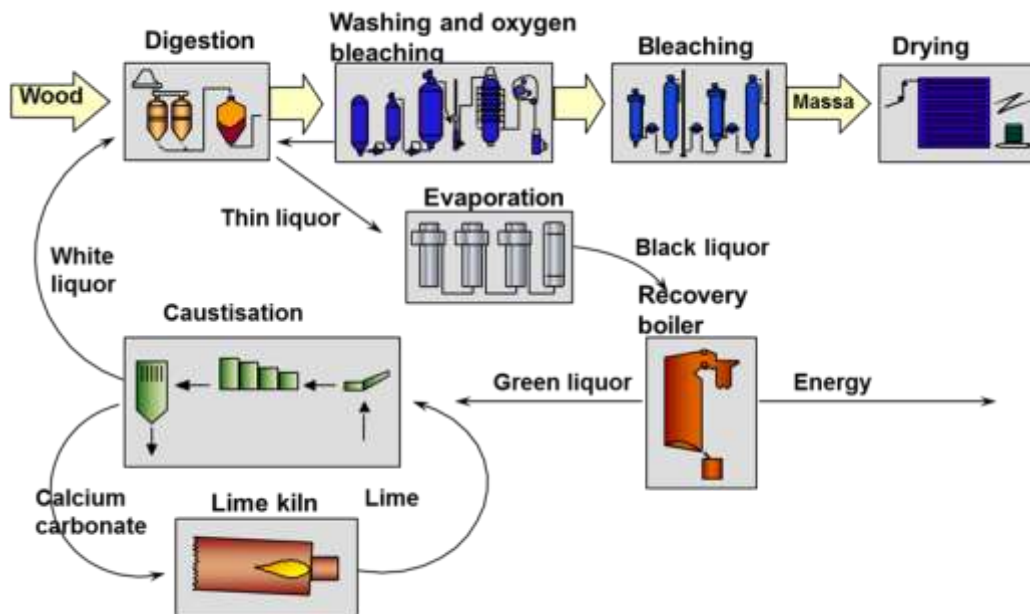 Digestion
Washing and oxygen
bleaching
Bleaching
Drying
Wood
Massa
Thin liquor
Evaporation
Black liquor
White
liquor
Recovery
boiler
Caustisation
Green liquor
Energy
Calcium
carbonate
Lime kiln
Lime